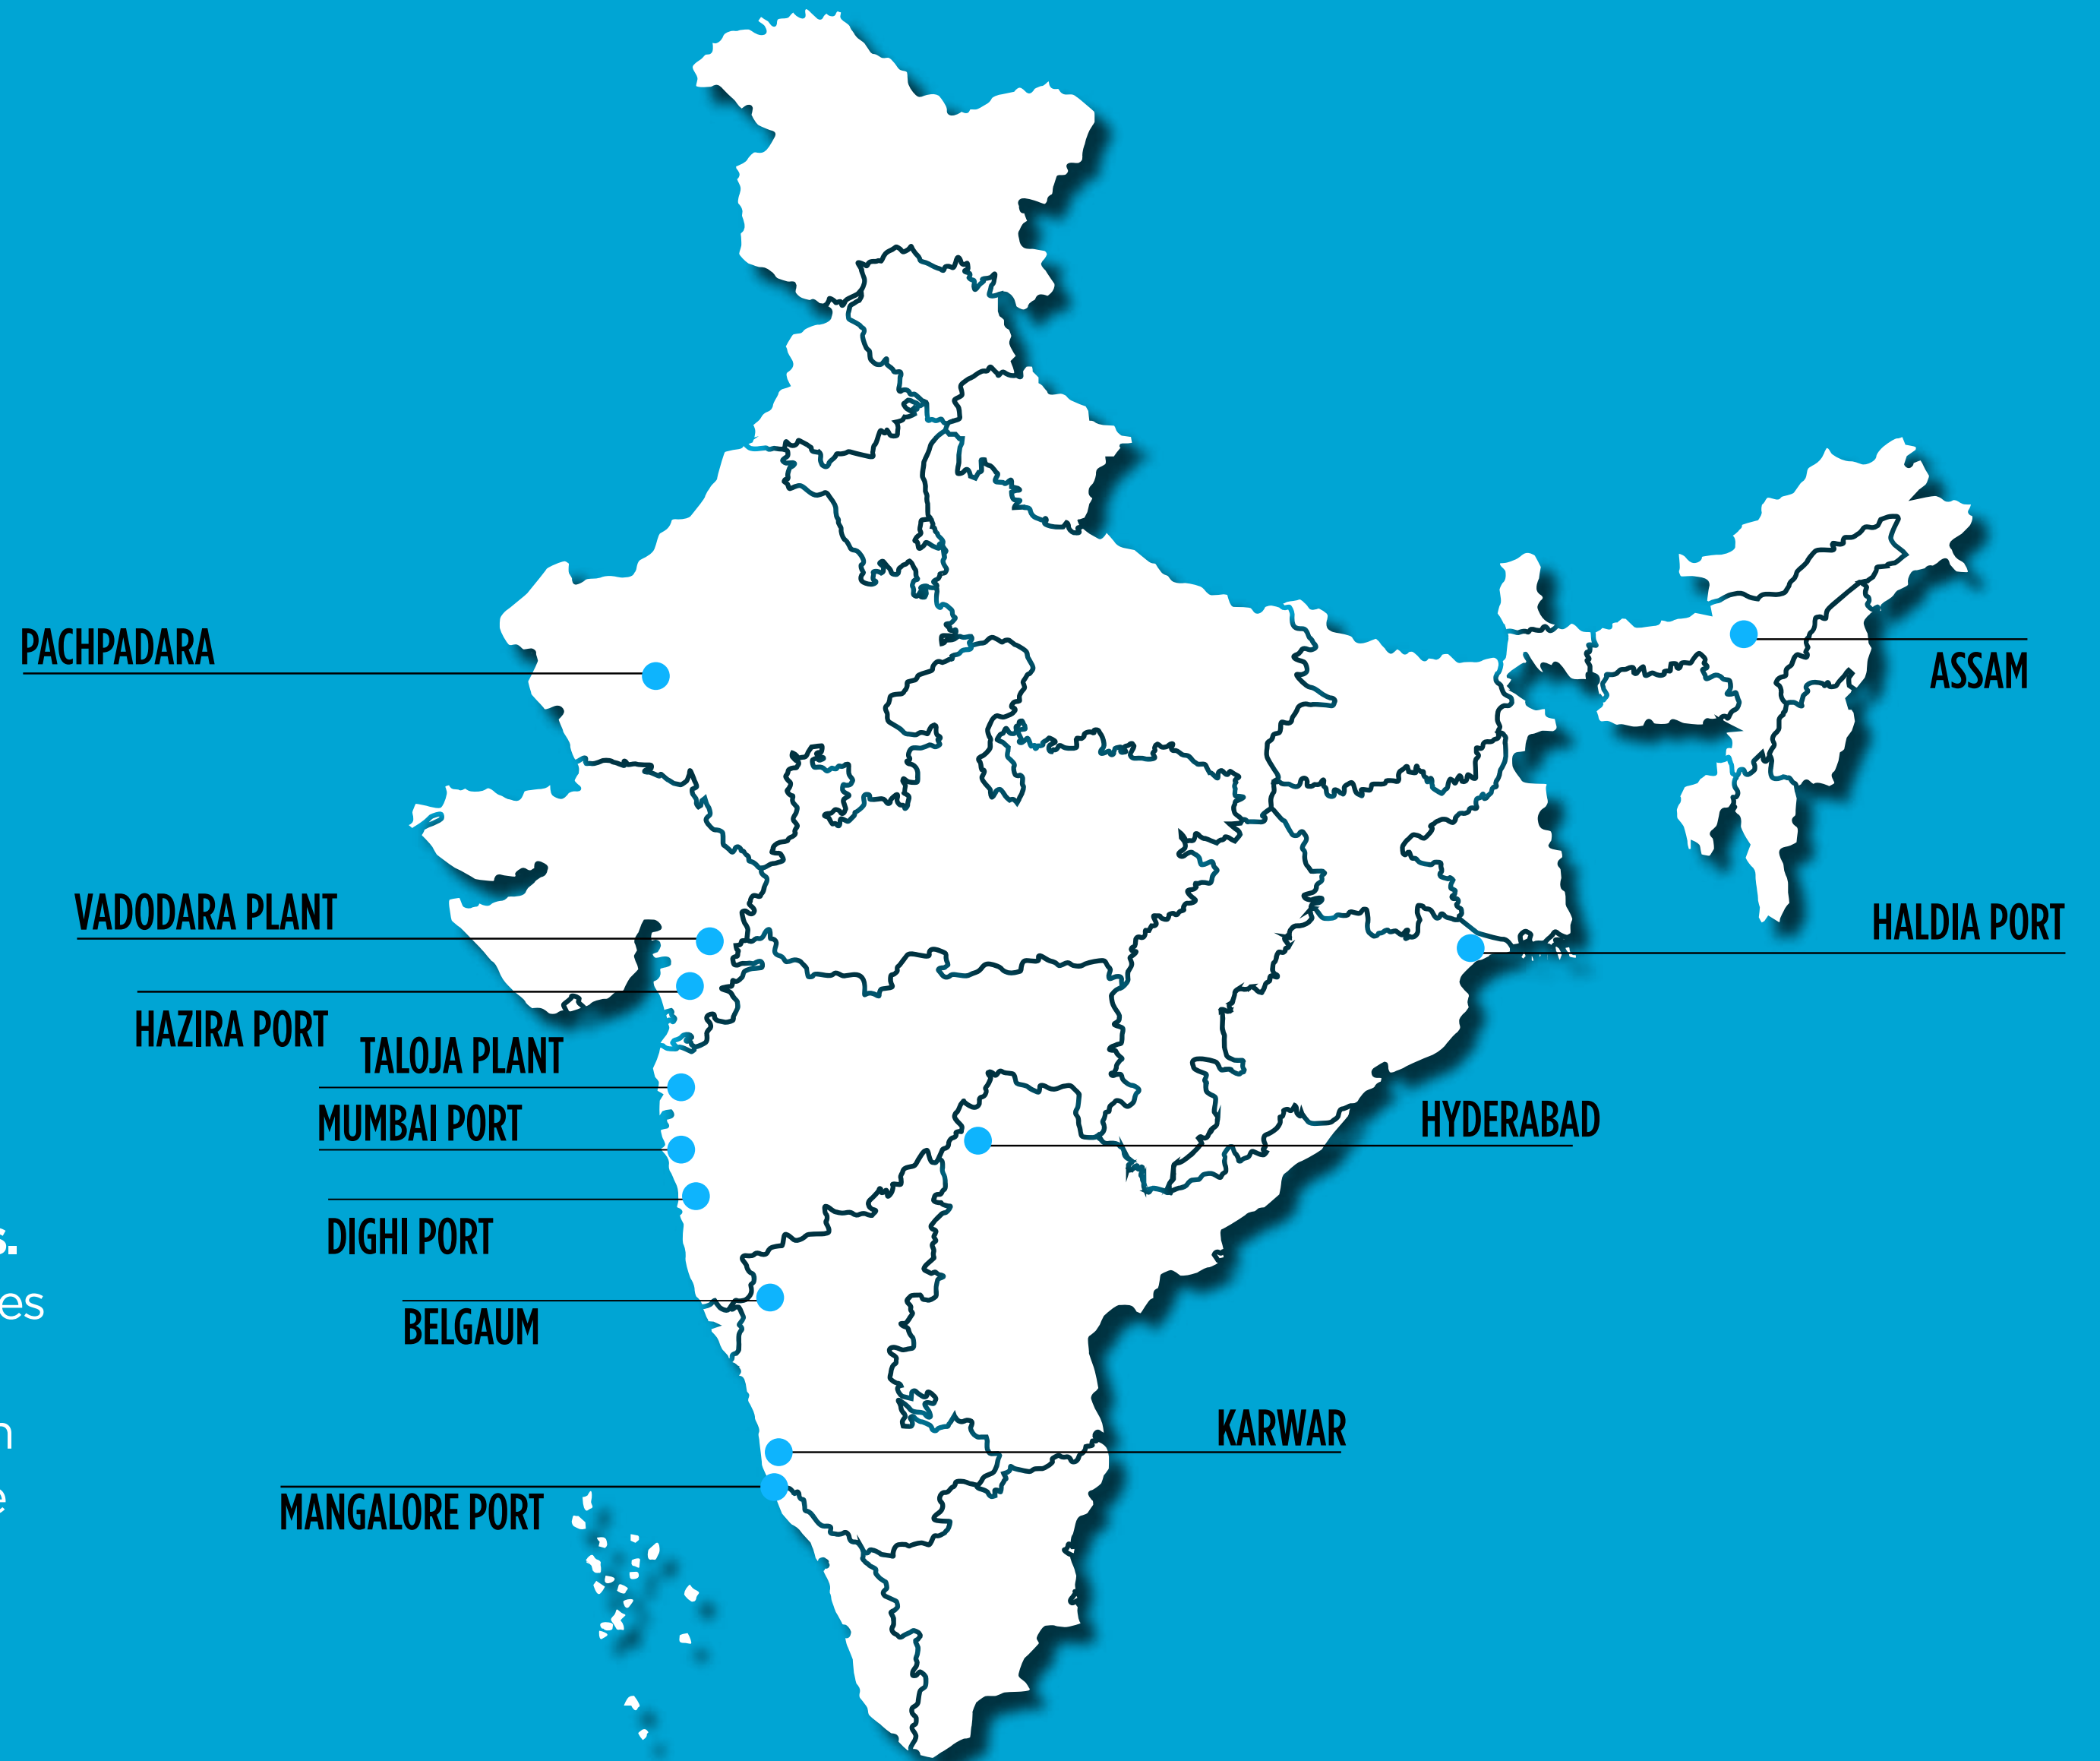 PACHPADARA
ASSAM
VADODARA PLANT
HALDIA PORT
HAZIRA PORT
TALOJA PLANT
MUMBAI PORT
HYDERABAD
DIGHI PORT
BELGAUM
KARWAR
MANGALORE PORT